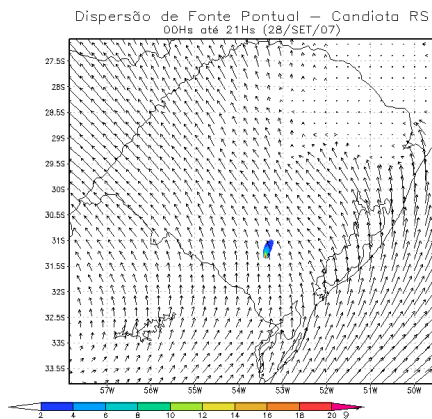 Dispersão de Fonte Pontual – Candiota RS
00Hs até 21Hs (28/SET/07)
27.5S
28S
28.5S
29S
29.5S
30S
30.5S
31S
31.5S
32S
32.5S
33S
33.5S
57W 56W 55W 54W 53W 52W 51W 50W
2 4 6 8 10 12 14 16 18 20 9